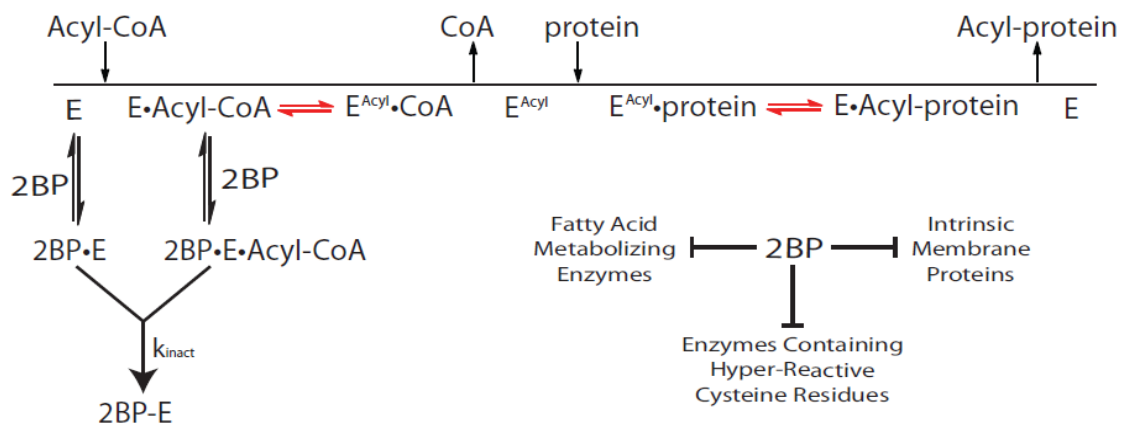 Acyl-CoA CoA protein Acyl-protein
E E•Acyl-CoA E^Acyl•CoA E^Acyl E^Acyl•protein E•Acyl-protein E
2BP 2BP
2BP•E 2BP•E•Acyl-CoA
k_inact
2BP-E
Fatty Acid
Metabolizing
Enzymes
2BP
Intrinsic
Membrane
Proteins
Enzymes Containing
Hyper-Reactive
Cysteine Residues